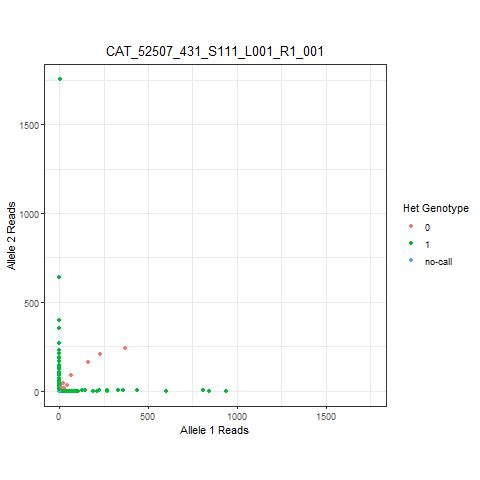 CAT_52507_431_S111_L001_R1_001
1500
1000
500
0
Allele 2 Reads
0
500
1000
1500
Allele 1 Reads
Het Genotype
0
1
no-call